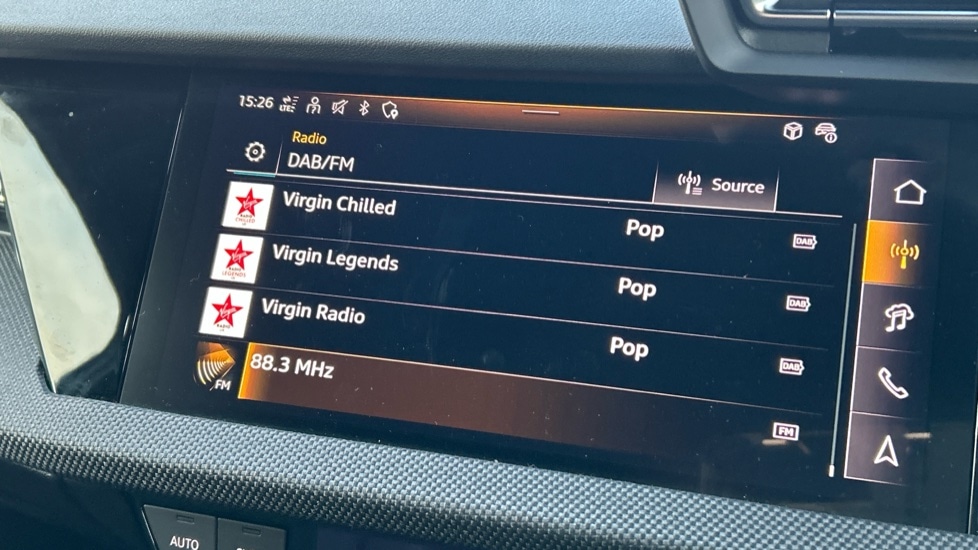 15:26 LTE
Radio
DAB/FM
Source
Virgin Chilled Pop DAB
Virgin Legends Pop DAB
Virgin Radio Pop DAB
FM 88.3 MHz FM
AUTO